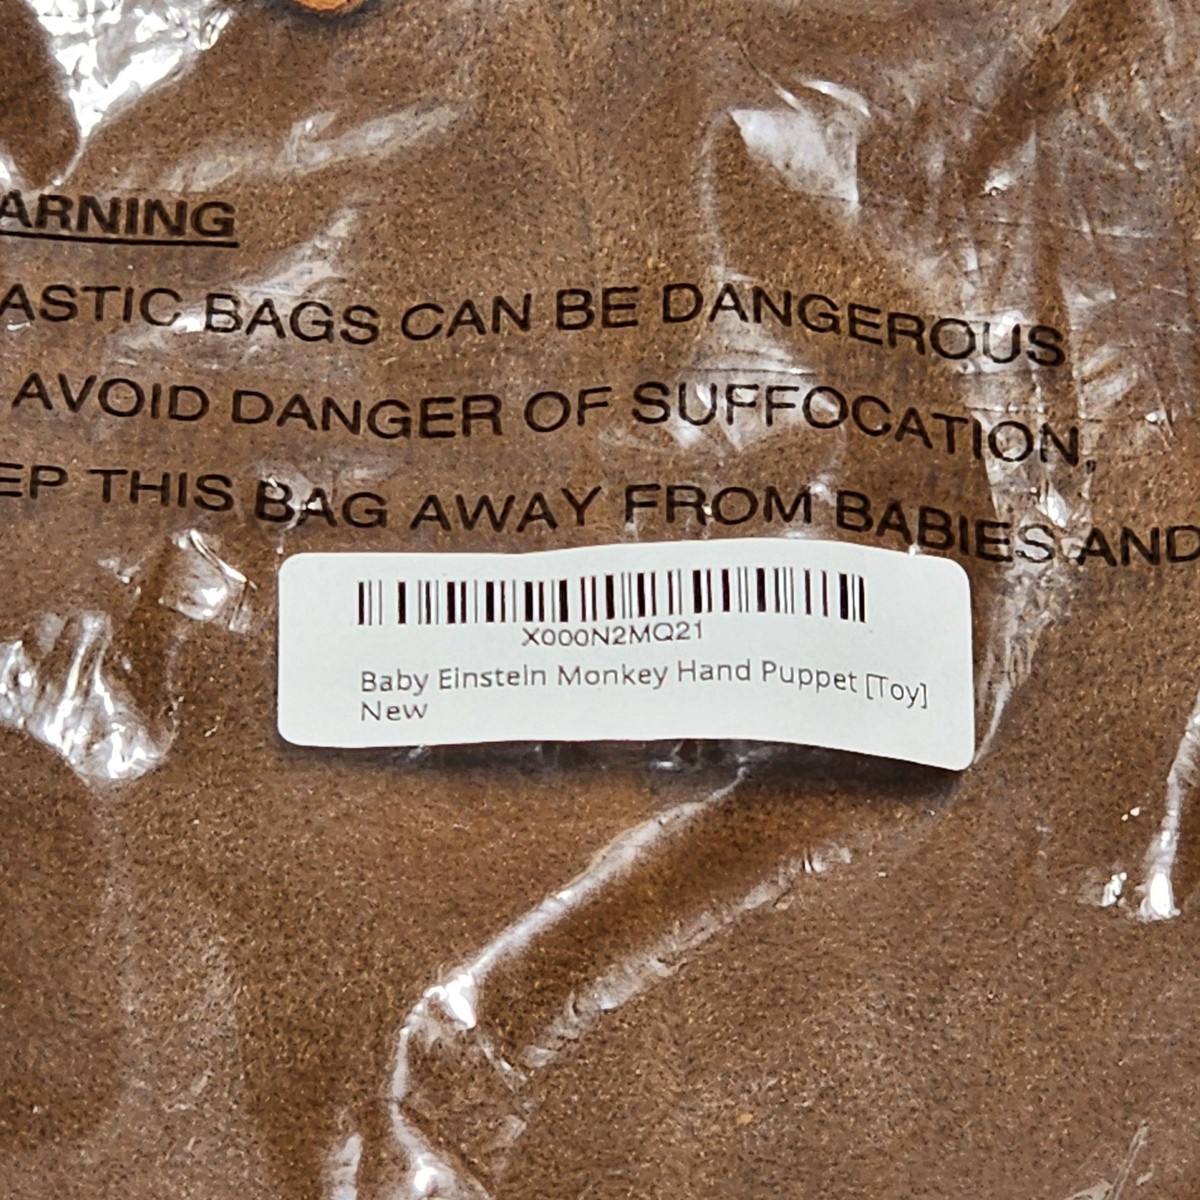 ARNING
ASTIC BAGS CAN BE DANGEROUS
AVOID DANGER OF SUFFOCATION,
EP THIS BAG AWAY FROM BABIES AND
X000N2MQ21
Baby Einstein Monkey Hand Puppet [Toy]
New